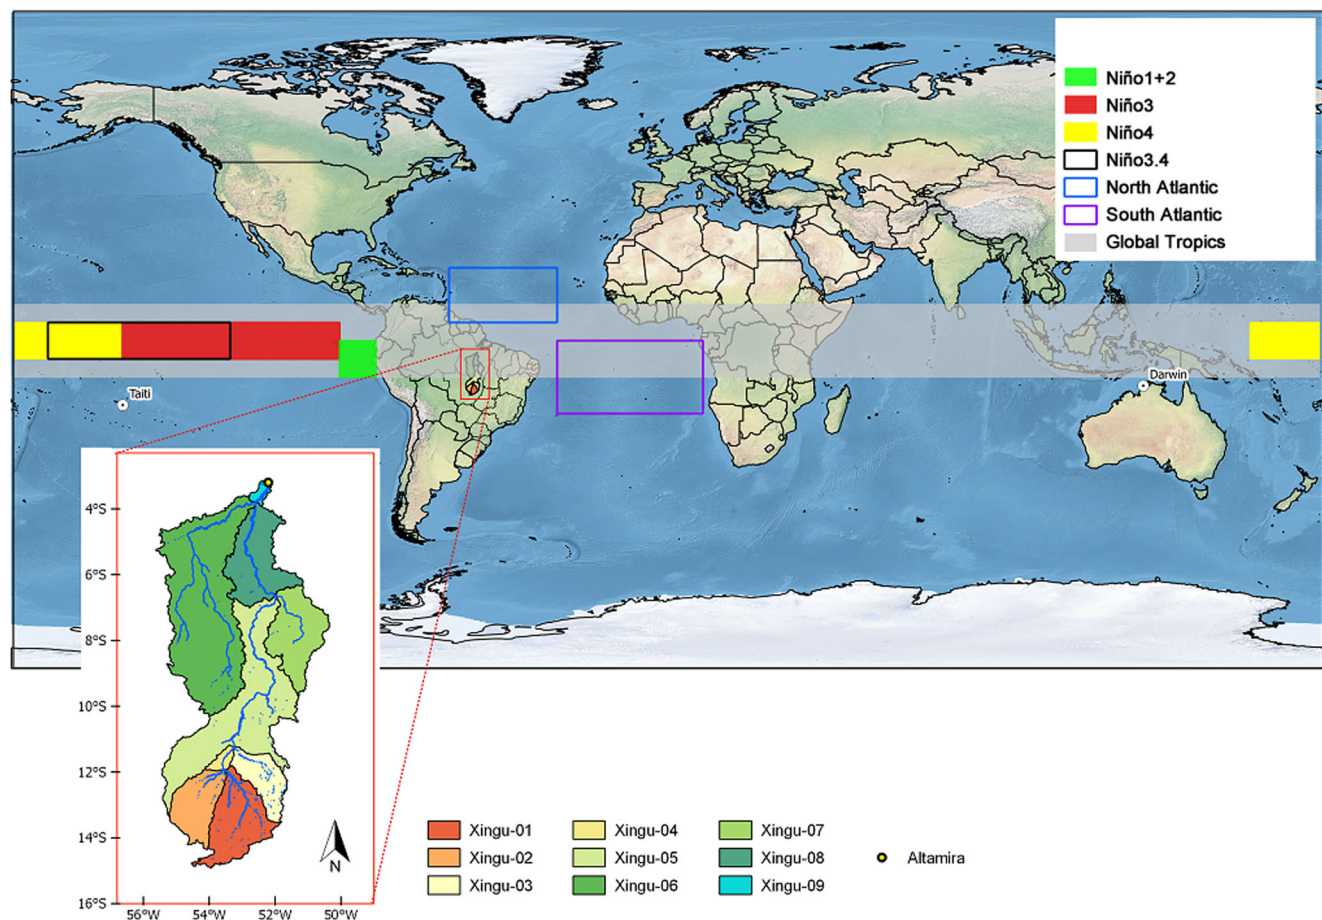 Niño1+2
Niño3
Niño4
Niño3.4
North Atlantic
South Atlantic
Global Tropics
Taiti
Darwin
4°S
6°S
8°S
10°S
12°S
14°S
16°S
N
56°W 54°W 52°W 50°W
Xingu-01 Xingu-04 Xingu-07
Xingu-02 Xingu-05 Xingu-08 Altamira
Xingu-03 Xingu-06 Xingu-09